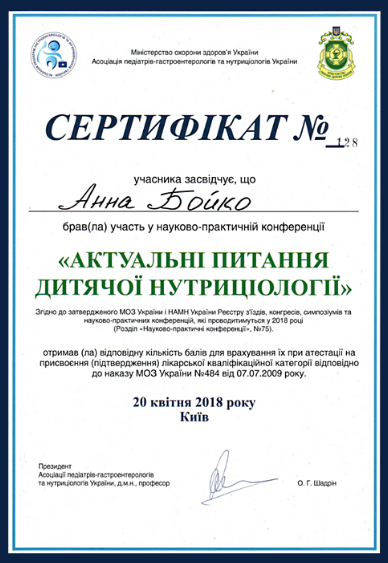 Міністерство охорони здоров'я України
Асоціація педіатрів-гастроентерологів та нутриціологів України
СЕРТИФІКАТ № 128
учасника засвідчує, що
Анна Бойко
брав(ла) участь у науково-практичній конференції
«АКТУАЛЬНІ ПИТАННЯ
ДИТЯЧОЇ НУТРИЦІОЛОГІЇ»
Згідно до затвердженого МОЗ України і НАМН України Реєстру з'їздів, конгресів, симпозіумів та
науково-практичних конференцій, які проводитимуться у 2018 році
(Розділ «Науково-практичні конференції», №75).
отримав (ла) відповідну кількість балів для врахування їх при атестації на
присвоєння (підтвердження) лікарської кваліфікаційної категорії відповідно
до наказу МОЗ України №484 від 07.07.2009 року.
20 квітня 2018 року
Київ
Президент
Асоціації педіатрів-гастроентерологів
та нутриціологів України, д.м.н., професор
О. Г. Шадрін